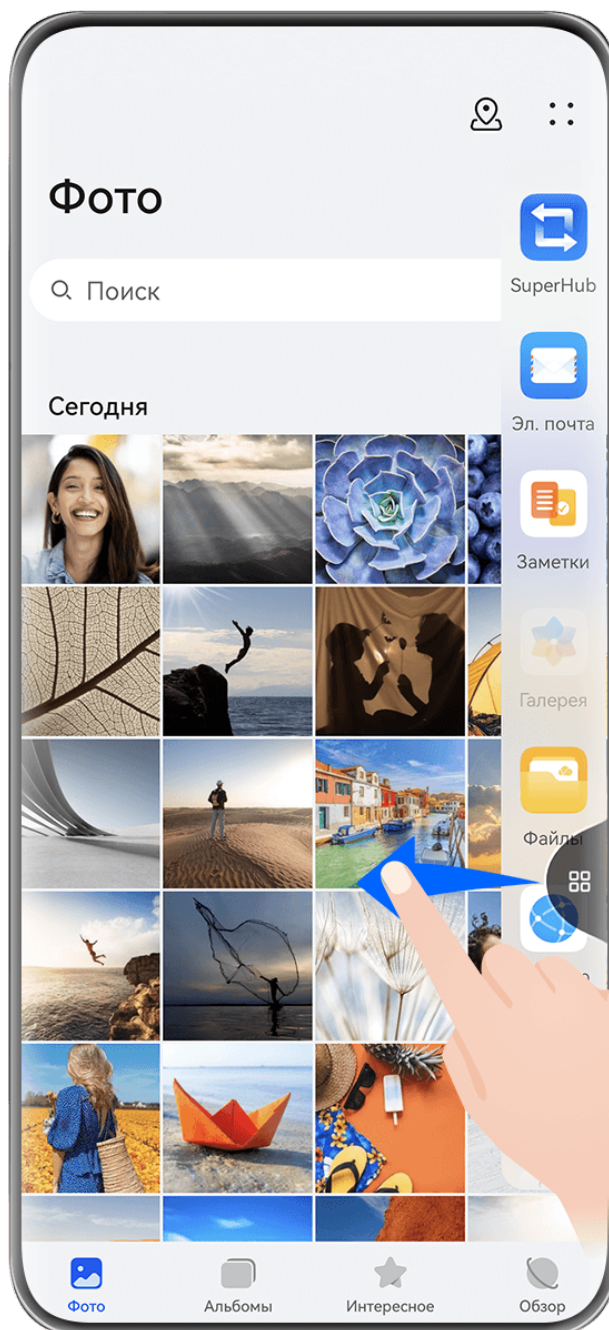 Фото
Поиск
Сегодня
SuperHub
Эл. почта
Заметки
Галерея
Файлы
Фото
Альбомы
Интересное
Обзор